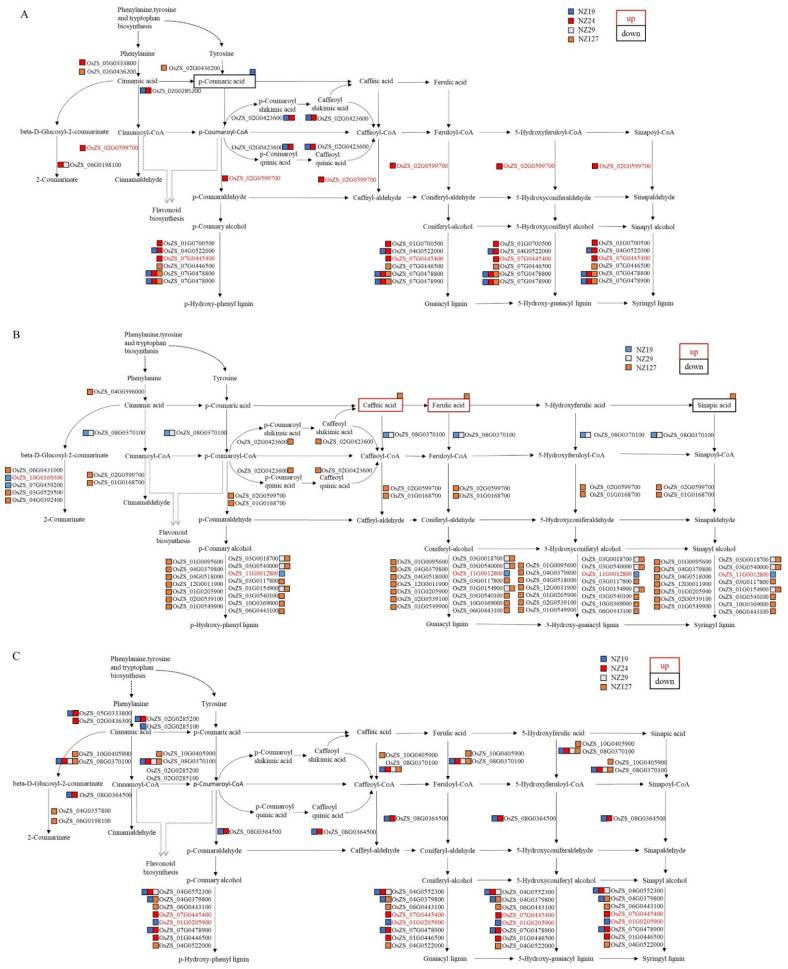 A
Phenylanine,tyrosine
and tryptophan
biosynthesis
NZ19
NZ24
NZ29
NZ127
up
down
Phenylanine
Tyrosine
OsZS_05G0333800
OsZS_02G0436200
OsZS_02G0436200
Cinnamic acid
p-Coumaric acid
Caffeic acid
Ferulic acid
OsZS_02G0285200
p-Coumaroyl
shikimic acid
Caffeoyl
shikimic acid
OsZS_02G0423600
OsZS_02G0423600
beta-D-Glucosyl-2-coumarinate
Cinnamoyl-CoA
p-Coumaroyl-CoA
Caffeoyl-CoA
Feruloyl-CoA
5-Hydroxyferuloyl-CoA
Sinapoyl-CoA
OsZS_02G0599700
OsZS_02G0423600
OsZS_02G0423600
p-Coumaroyl
quinic acid
Caffeoyl
quinic acid
OsZS_06G0198100
OsZS_02G0599700
OsZS_02G0599700
OsZS_02G0599700
2-Coumarinate
Cinnamaldehyde
OsZS_02G0599700
OsZS_02G0599700
Flavonoid
biosynthesis
p-Coumaraldehyde
Caffeyl-aldehyde
Coniferyl-aldehyde
5-Hydroxyconiferaldehyde
Sinapaldehyde
p-Coumary alcohol
Coniferyl-alcohol
5-Hydroxyconiferyl alcohol
Sinapyl alcohol
OsZS_01G0700500
OsZS_04G0522000
OsZS_07G0445400
OsZS_07G0446500
OsZS_07G0478800
OsZS_07G0478900
OsZS_01G0700500
OsZS_04G0522000
OsZS_07G0445400
OsZS_07G0446500
OsZS_07G0478800
OsZS_07G0478900
OsZS_01G0700500
OsZS_04G0522000
OsZS_07G0445400
OsZS_07G0446500
OsZS_07G0478800
OsZS_07G0478900
OsZS_01G0700500
OsZS_04G0522000
OsZS_07G0445400
OsZS_07G0446500
OsZS_07G0478800
OsZS_07G0478900
p-Hydroxy-phenyl lignin
Guaiacyl lignin
5-Hydroxy-guaiacyl lignin
Syringyl lignin
B
Phenylanine,tyrosine
and tryptophan
biosynthesis
NZ19
NZ29
NZ127
up
down
Phenylanine
Tyrosine
OsZS_04G0396000
Cinnamic acid
p-Coumaric acid
Caffeic acid
Ferulic acid
5-Hydroxyferulic acid
Sinapic acid
OsZS_08G0370100
OsZS_08G0370100
p-Coumaroyl
shikimic acid
Caffeoyl
shikimic acid
OsZS_08G0370100
OsZS_08G0370100
OsZS_08G0370100
OsZS_08G0370100
OsZS_02G0423600
OsZS_02G0423600
beta-D-Glucosyl-2-coumarinate
Cinnamoyl-CoA
p-Coumaroyl-CoA
Caffeoyl-CoA
Feruloyl-CoA
5-Hydroxyferuloyl-CoA
Sinapoyl-CoA
OsZS_06G0431000
OsZS_10G0169300
OsZS_07G0459200
OsZS_03G0529500
OsZS_04G0392400
OsZS_02G0599700
OsZS_01G0168700
OsZS_02G0423600
OsZS_02G0423600
p-Coumaroyl
quinic acid
Caffeoyl
quinic acid
OsZS_02G0599700
OsZS_01G0168700
OsZS_02G0599700
OsZS_01G0168700
OsZS_02G0599700
OsZS_01G0168700
OsZS_02G0599700
OsZS_01G0168700
OsZS_02G0599700
OsZS_01G0168700
2-Coumarinate
Cinnamaldehyde
Flavonoid
biosynthesis
p-Coumaraldehyde
Caffeyl-aldehyde
Coniferyl-aldehyde
5-Hydroxyconiferaldehyde
Sinapaldehyde
p-Coumary alcohol
Coniferyl-alcohol
5-Hydroxyconiferyl alcohol
Sinapyl alcohol
OsZS_01G0095600
OsZS_04G0379800
OsZS_04G0518000
OsZS_12G0011900
OsZS_01G0205900
OsZS_02G0539100
OsZS_01G0549900
OsZS_03G0018700
OsZS_03G0540000
OsZS_11G0012800
OsZS_03G0117800
OsZS_01G0154900
OsZS_03G0540100
OsZS_10G0369000
OsZS_06G0443100
OsZS_01G0095600
OsZS_04G0379800
OsZS_04G0518000
OsZS_12G0011900
OsZS_01G0205900
OsZS_02G0539100
OsZS_01G0549900
OsZS_03G0018700
OsZS_03G0540000
OsZS_11G0012800
OsZS_03G0117800
OsZS_01G0154900
OsZS_03G0540100
OsZS_10G0369000
OsZS_06G0443100
OsZS_01G0095600
OsZS_04G0379800
OsZS_04G0518000
OsZS_12G0011900
OsZS_01G0205900
OsZS_02G0539100
OsZS_01G0549900
OsZS_03G0018700
OsZS_03G0540000
OsZS_11G0012800
OsZS_03G0117800
OsZS_01G0154900
OsZS_03G0540100
OsZS_10G0369000
OsZS_06G0443100
OsZS_01G0095600
OsZS_04G0379800
OsZS_04G0518000
OsZS_12G0011900
OsZS_01G0205900
OsZS_02G0539100
OsZS_01G0549900
OsZS_03G0018700
OsZS_03G0540000
OsZS_11G0012800
OsZS_03G0117800
OsZS_01G0154900
OsZS_03G0540100
OsZS_10G0369000
OsZS_06G0443100
p-Hydroxy-phenyl lignin
Guaiacyl lignin
5-Hydroxy-guaiacyl lignin
Syringyl lignin
C
Phenylanine,tyrosine
and tryptophan
biosynthesis
NZ19
NZ24
NZ29
NZ127
up
down
Phenylanine
Tyrosine
OsZS_05G0333800
OsZS_02G0436300
OsZS_02G0285200
OsZS_02G0285100
Cinnamic acid
p-Coumaric acid
Caffeic acid
Ferulic acid
5-Hydroxyferulic acid
Sinapic acid
OsZS_10G0405900
OsZS_08G0370100
OsZS_10G0405900
OsZS_08G0370100
OsZS_02G0285200
OsZS_02G0285100
p-Coumaroyl
shikimic acid
Caffeoyl
shikimic acid
OsZS_10G0405900
OsZS_08G0370100
OsZS_10G0405900
OsZS_08G0370100
OsZS_10G0405900
OsZS_08G0370100
OsZS_10G0405900
OsZS_08G0370100
beta-D-Glucosyl-2-coumarinate
Cinnamoyl-CoA
p-Coumaroyl-CoA
Caffeoyl-CoA
Feruloyl-CoA
5-Hydroxyferuloyl-CoA
Sinapoyl-CoA
OsZS_08G0364500
p-Coumaroyl
quinic acid
Caffeoyl
quinic acid
OsZS_04G0357800
OsZS_06G0198100
OsZS_08G0364500
OsZS_08G0364500
OsZS_08G0364500
OsZS_08G0364500
OsZS_08G0364500
2-Coumarinate
Cinnamaldehyde
Flavonoid
biosynthesis
p-Coumaraldehyde
Caffeyl-aldehyde
Coniferyl-aldehyde
5-Hydroxyconiferaldehyde
Sinapaldehyde
p-Coumary alcohol
Coniferyl-alcohol
5-Hydroxyconiferyl alcohol
Sinapyl alcohol
OsZS_04G0552300
OsZS_04G0379800
OsZS_06G0443100
OsZS_07G0445400
OsZS_01G0205900
OsZS_07G0478900
OsZS_01G0446500
OsZS_04G0522000
OsZS_04G0552300
OsZS_04G0379800
OsZS_06G0443100
OsZS_07G0445400
OsZS_01G0205900
OsZS_07G0478900
OsZS_01G0446500
OsZS_04G0522000
OsZS_04G0552300
OsZS_04G0379800
OsZS_06G0443100
OsZS_07G0445400
OsZS_01G0205900
OsZS_07G0478900
OsZS_01G0446500
OsZS_04G0522000
OsZS_04G0552300
OsZS_04G0379800
OsZS_06G0443100
OsZS_07G0445400
OsZS_01G0205900
OsZS_07G0478900
OsZS_01G0446500
OsZS_04G0522000
p-Hydroxy-phenyl lignin
Guaiacyl lignin
5-Hydroxy-guaiacyl lignin
Syringyl lignin